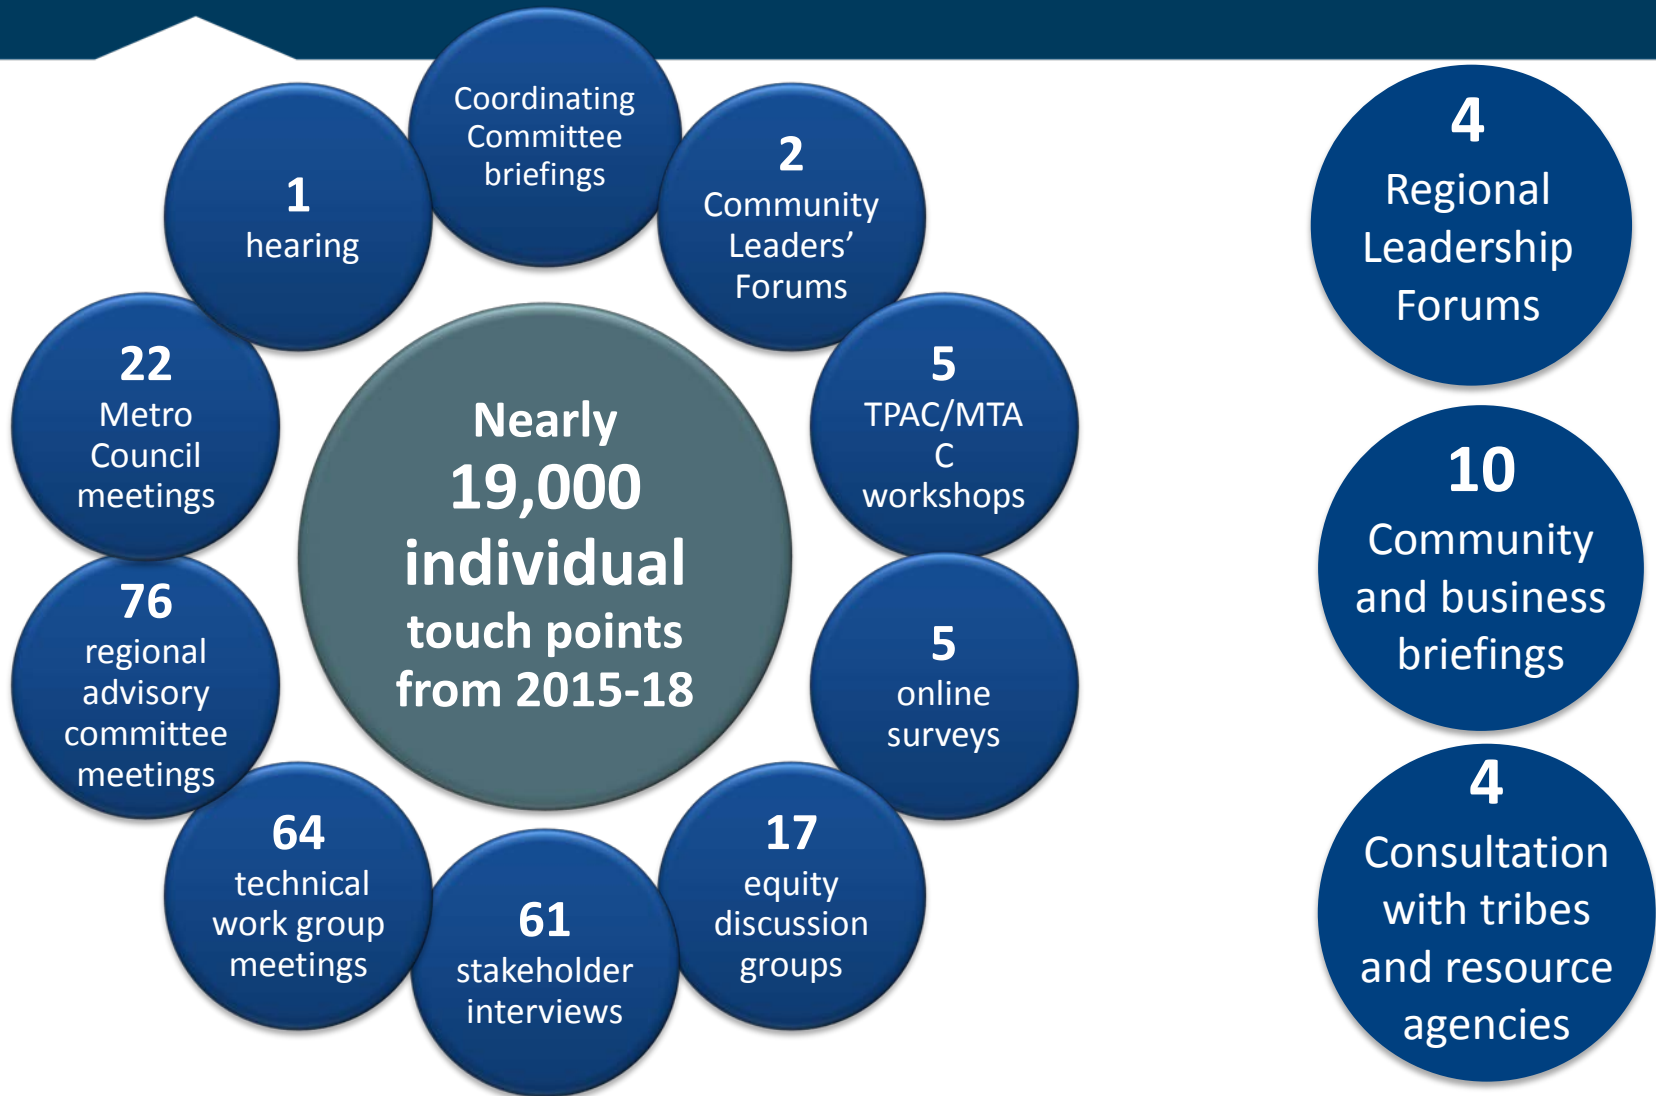 Coordinating
Committee
briefings
2
Community
Leaders’
Forums
5
TPAC/MTA
C
workshops
5
online
surveys
17
equity
discussion
groups
61
stakeholder
interviews
64
technical
work group
meetings
76
regional
advisory
committee
meetings
22
Metro
Council
meetings
1
hearing
Nearly
19,000
individual
touch points
from 2015-18
4
Regional
Leadership
Forums
10
Community
and business
briefings
4
Consultation
with tribes
and resource
agencies